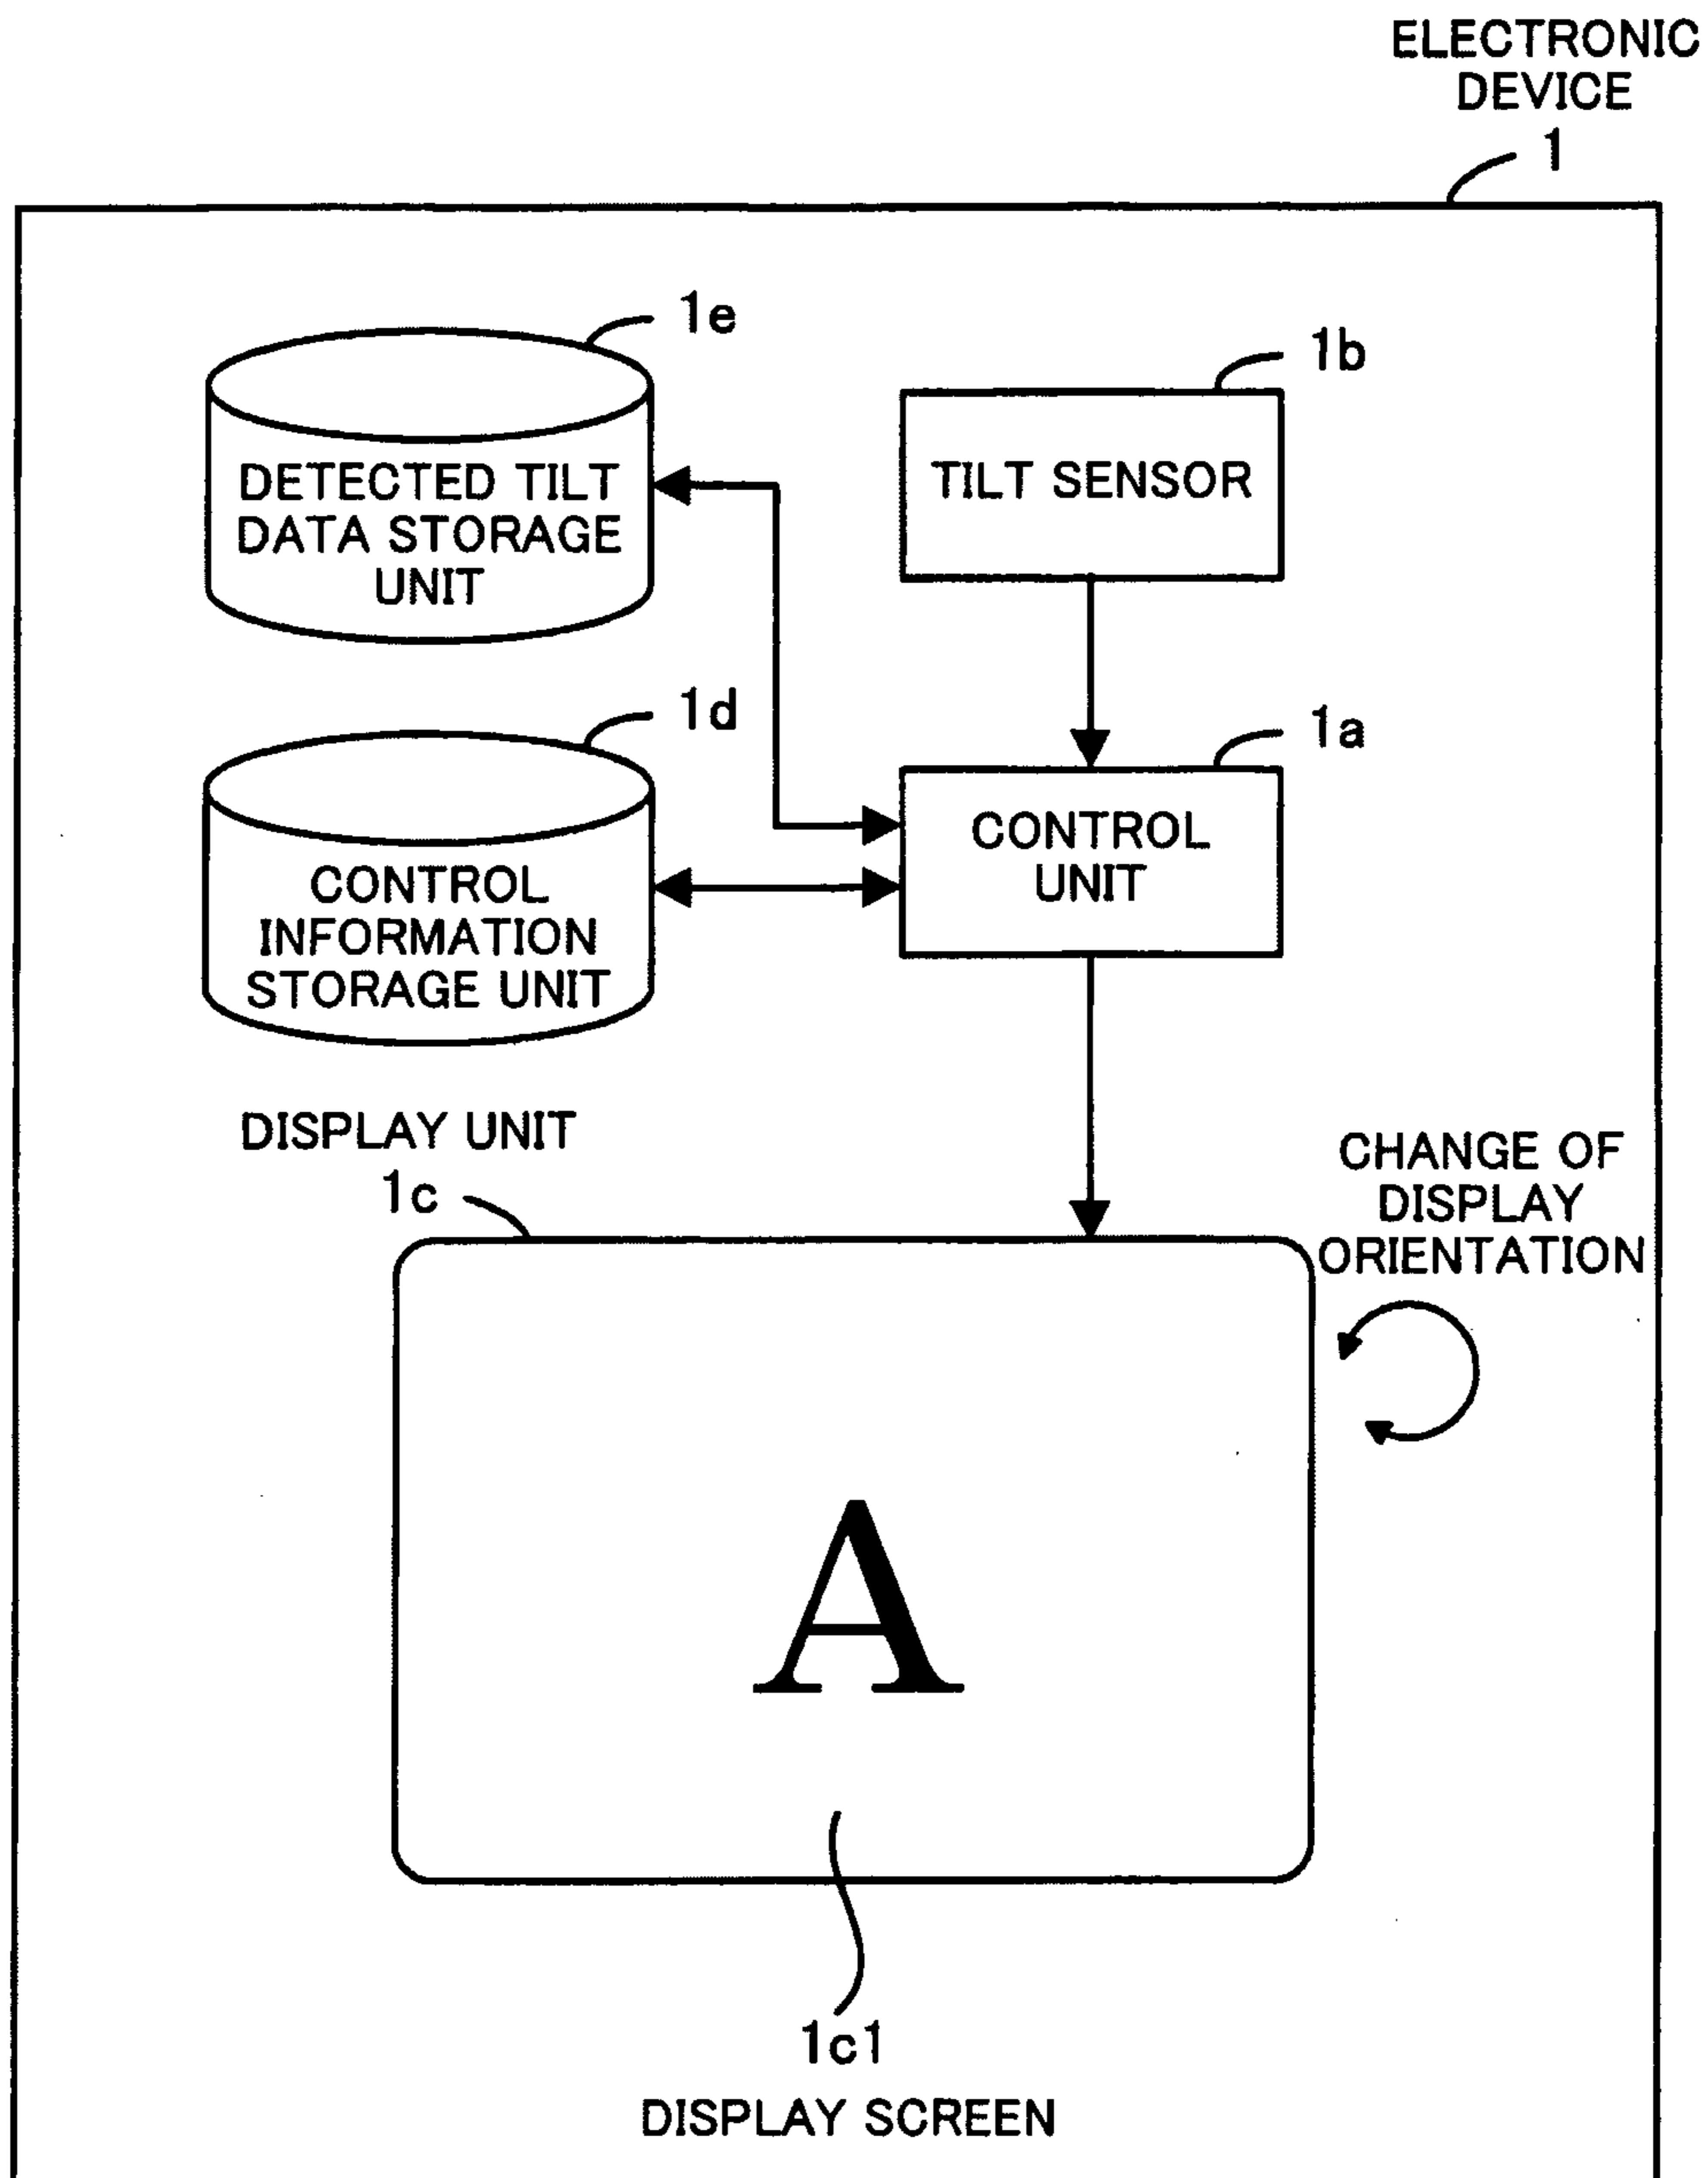 ELECTRONIC
DEVICE
1
1e
1b
DETECTED TILT
DATA STORAGE
UNIT
TILT SENSOR
1d
1a
CONTROL
INFORMATION
STORAGE UNIT
CONTROL
UNIT
DISPLAY UNIT
1c
CHANGE OF
DISPLAY
ORIENTATION
A
1c1
DISPLAY SCREEN